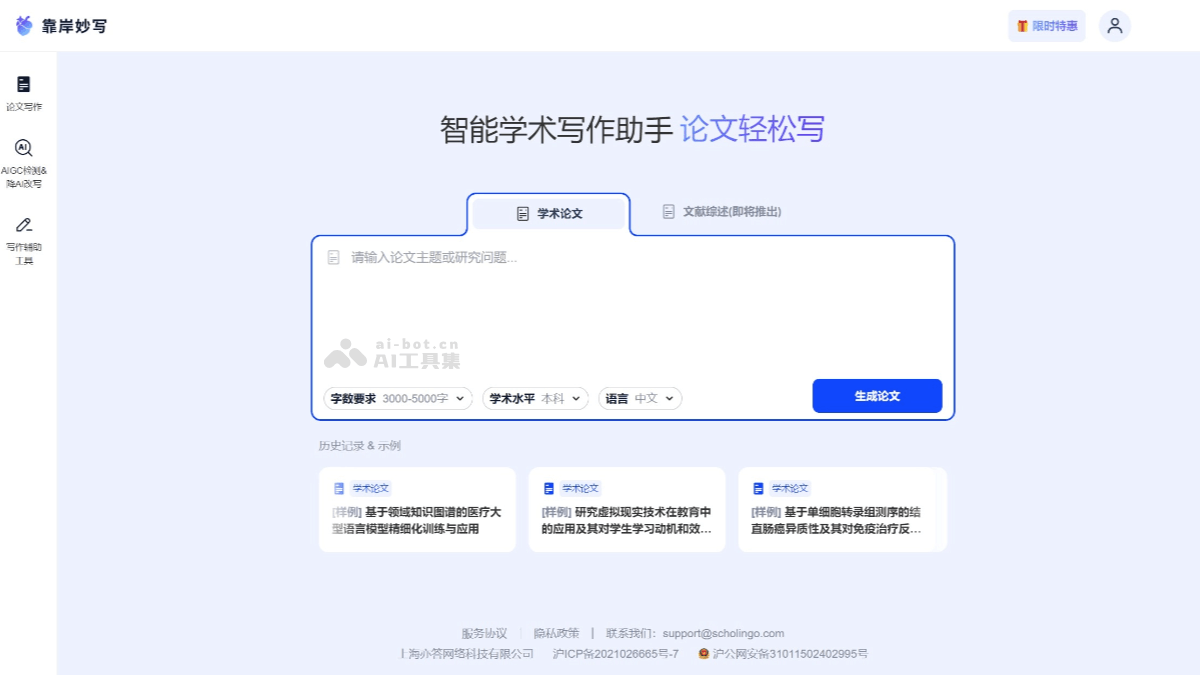 靠岸妙写
限时特惠
论文写作
AIGC检测&
降AI改写
写作辅助
工具
智能学术写作助手 论文轻松写
学术论文
文献综述(即将推出)
请输入论文主题或研究问题...
ai-bot.cn
AI工具集
字数要求 3000-5000字
学术水平 本科
语言 中文
生成论文
历史记录 & 示例
学术论文
[样例] 基于领域知识图谱的医疗大
型语言模型精细化训练与应用
学术论文
[样例] 研究虚拟现实技术在教育中
的应用及其对学生学习动机和效...
学术论文
[样例] 基于单细胞转录组测序的结
直肠癌异质性及其对免疫治疗反...
服务协议 | 隐私政策 | 联系我们: support@scholingo.com
上海亦答网络科技有限公司 沪ICP备2021026665号-7 沪公网安备31011502402995号